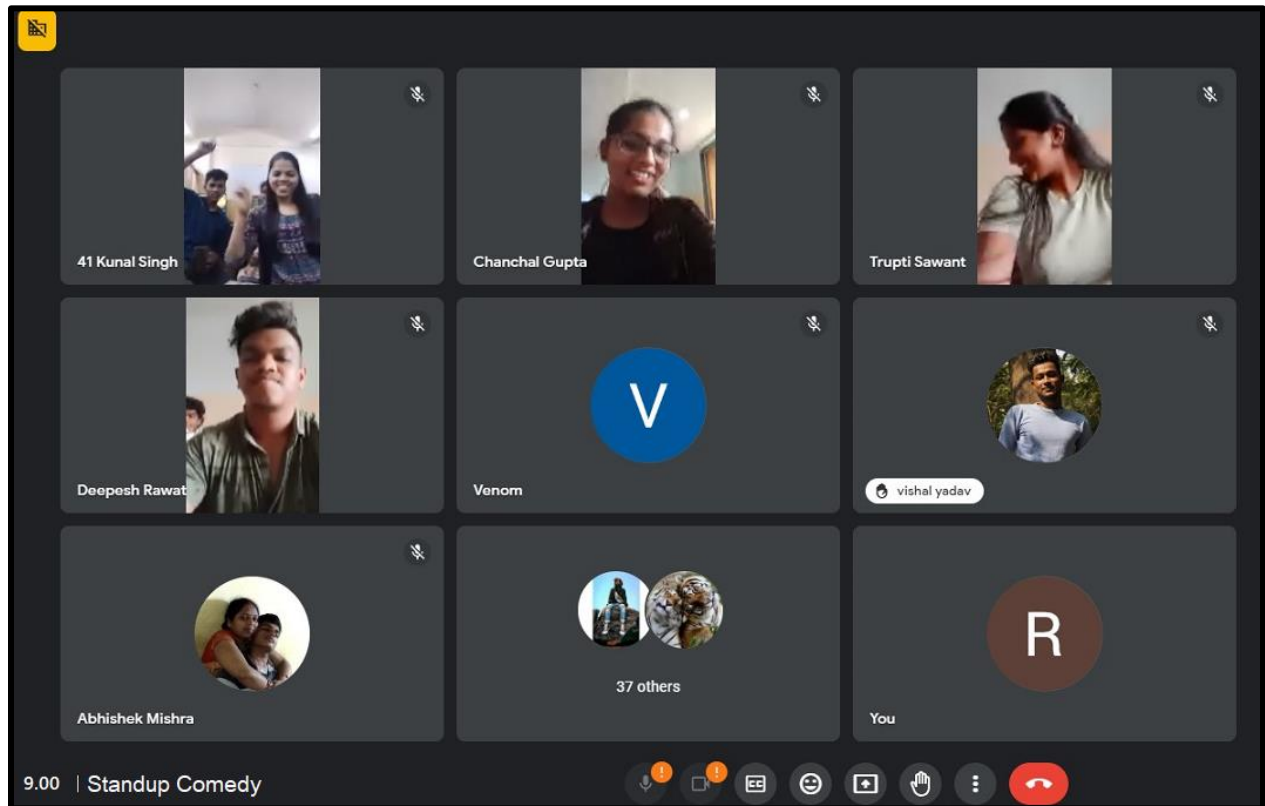 41 Kunal Singh
Chanchal Gupta
Trupti Sawant
Deepesh Rawat
V
Venom
vishal yadav
Abhishek Mishra
37 others
R
You
9.00 | Standup Comedy
! ! CC